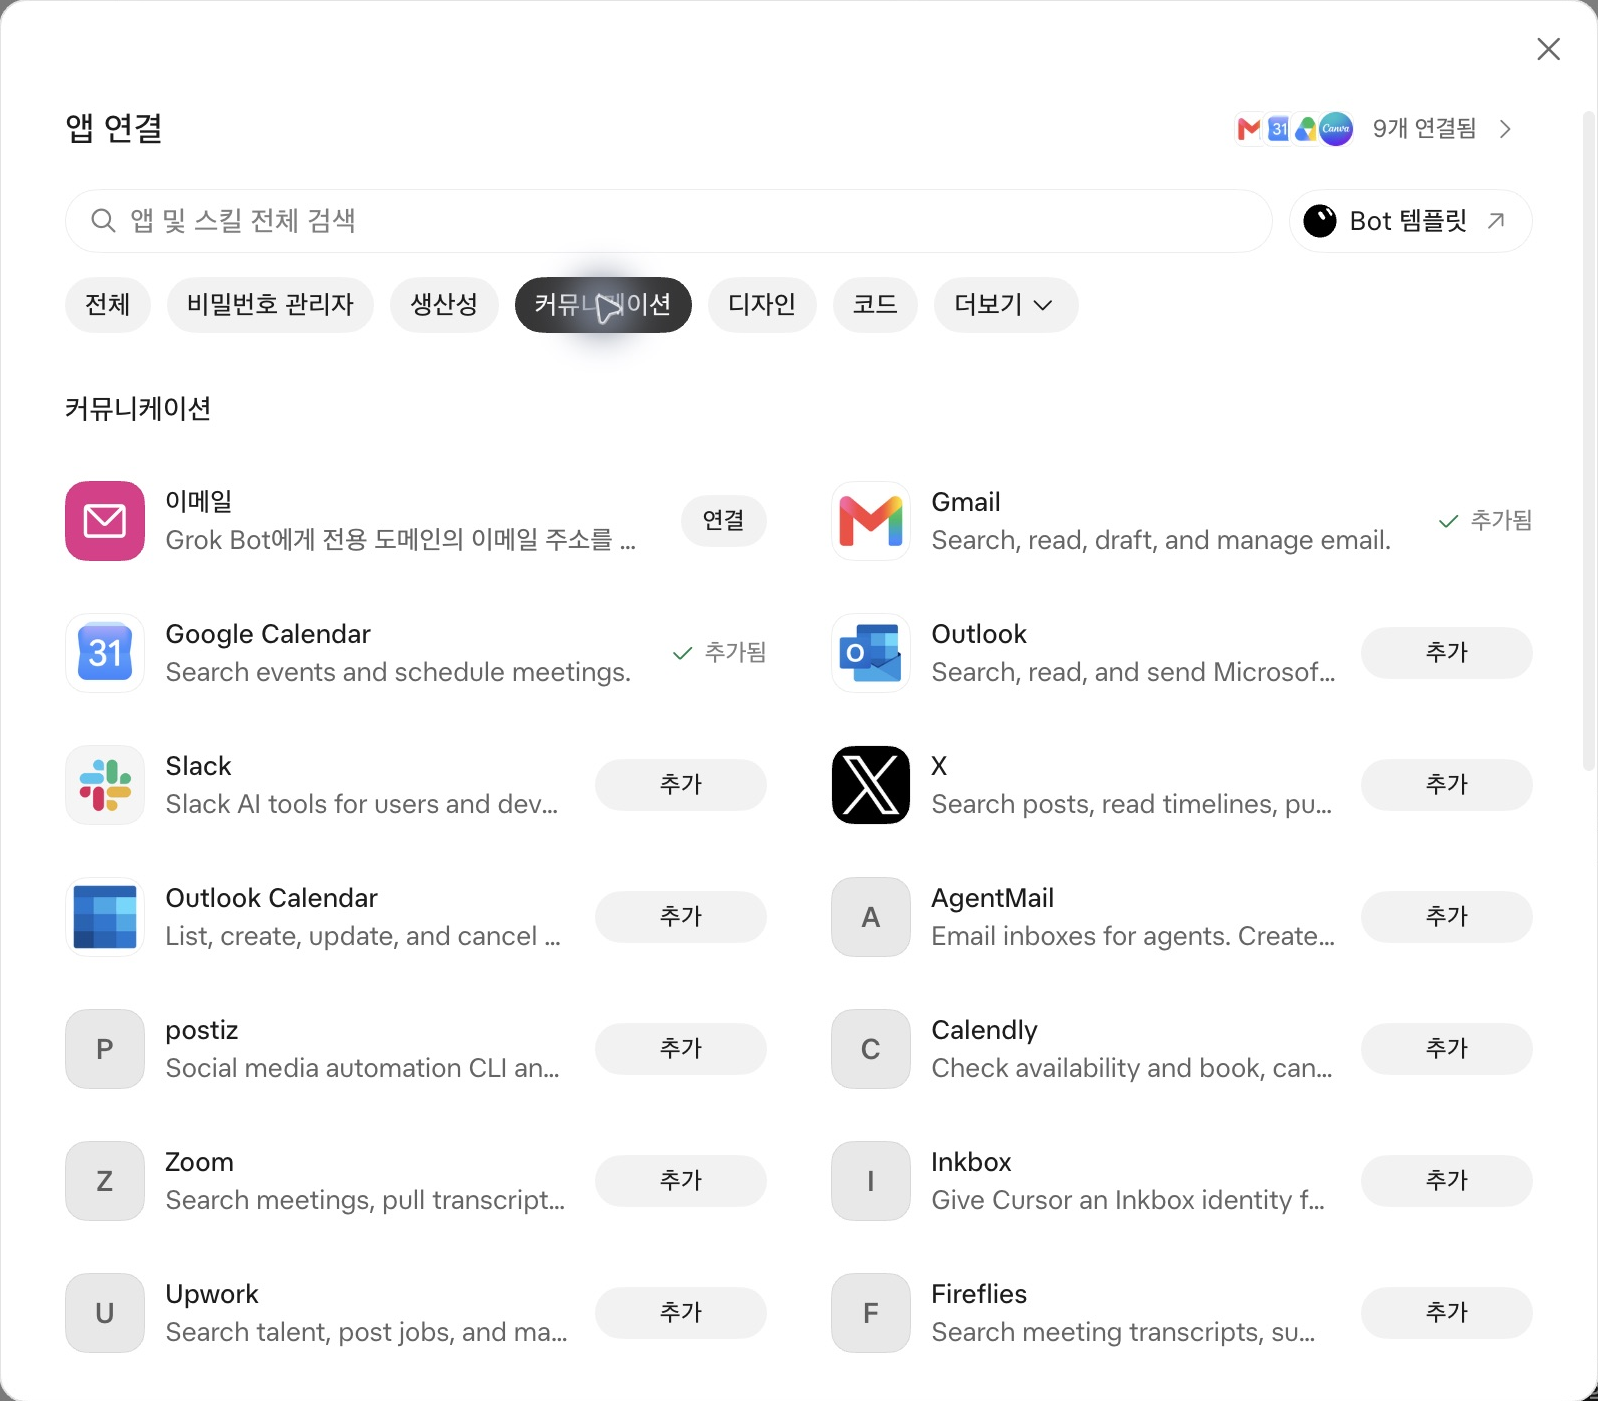 앱 연결
31
Canva
9개 연결됨
앱 및 스킬 전체 검색
Bot 템플릿
전체
비밀번호 관리자
생산성
커뮤니케이션
디자인
코드
더보기
커뮤니케이션
이메일
Grok Bot에게 전용 도메인의 이메일 주소를 ...
연결
Gmail
Search, read, draft, and manage email.
추가됨
31
Google Calendar
Search events and schedule meetings.
추가됨
O
Outlook
Search, read, and send Microsof...
추가
Slack
Slack AI tools for users and dev...
추가
X
Search posts, read timelines, pu...
추가
Outlook Calendar
List, create, update, and cancel ...
추가
A
AgentMail
Email inboxes for agents. Create...
추가
P
postiz
Social media automation CLI an...
추가
C
Calendly
Check availability and book, can...
추가
Z
Zoom
Search meetings, pull transcript...
추가
I
Inkbox
Give Cursor an Inkbox identity f...
추가
U
Upwork
Search talent, post jobs, and ma...
추가
F
Fireflies
Search meeting transcripts, su...
추가